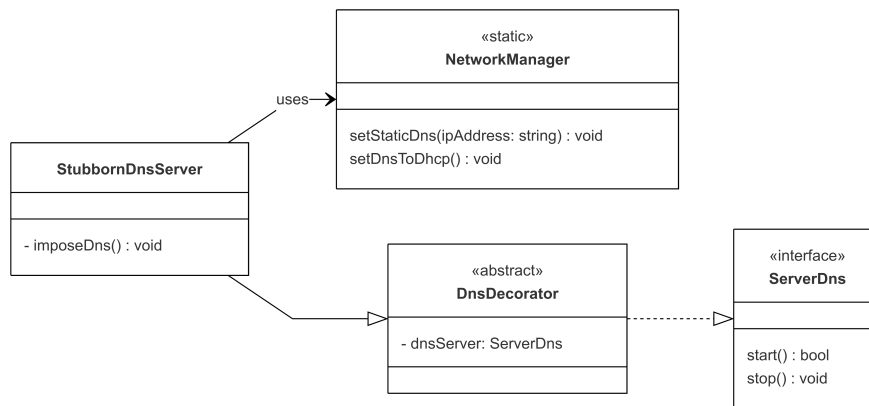 «static»
NetworkManager
uses
setStaticDns(ipAddress: string) : void
setDnsToDhcp() : void
StubbornDnsServer
- imposeDns() : void
«abstract»
DnsDecorator
- dnsServer: ServerDns
«interface»
ServerDns
start() : bool
stop() : void